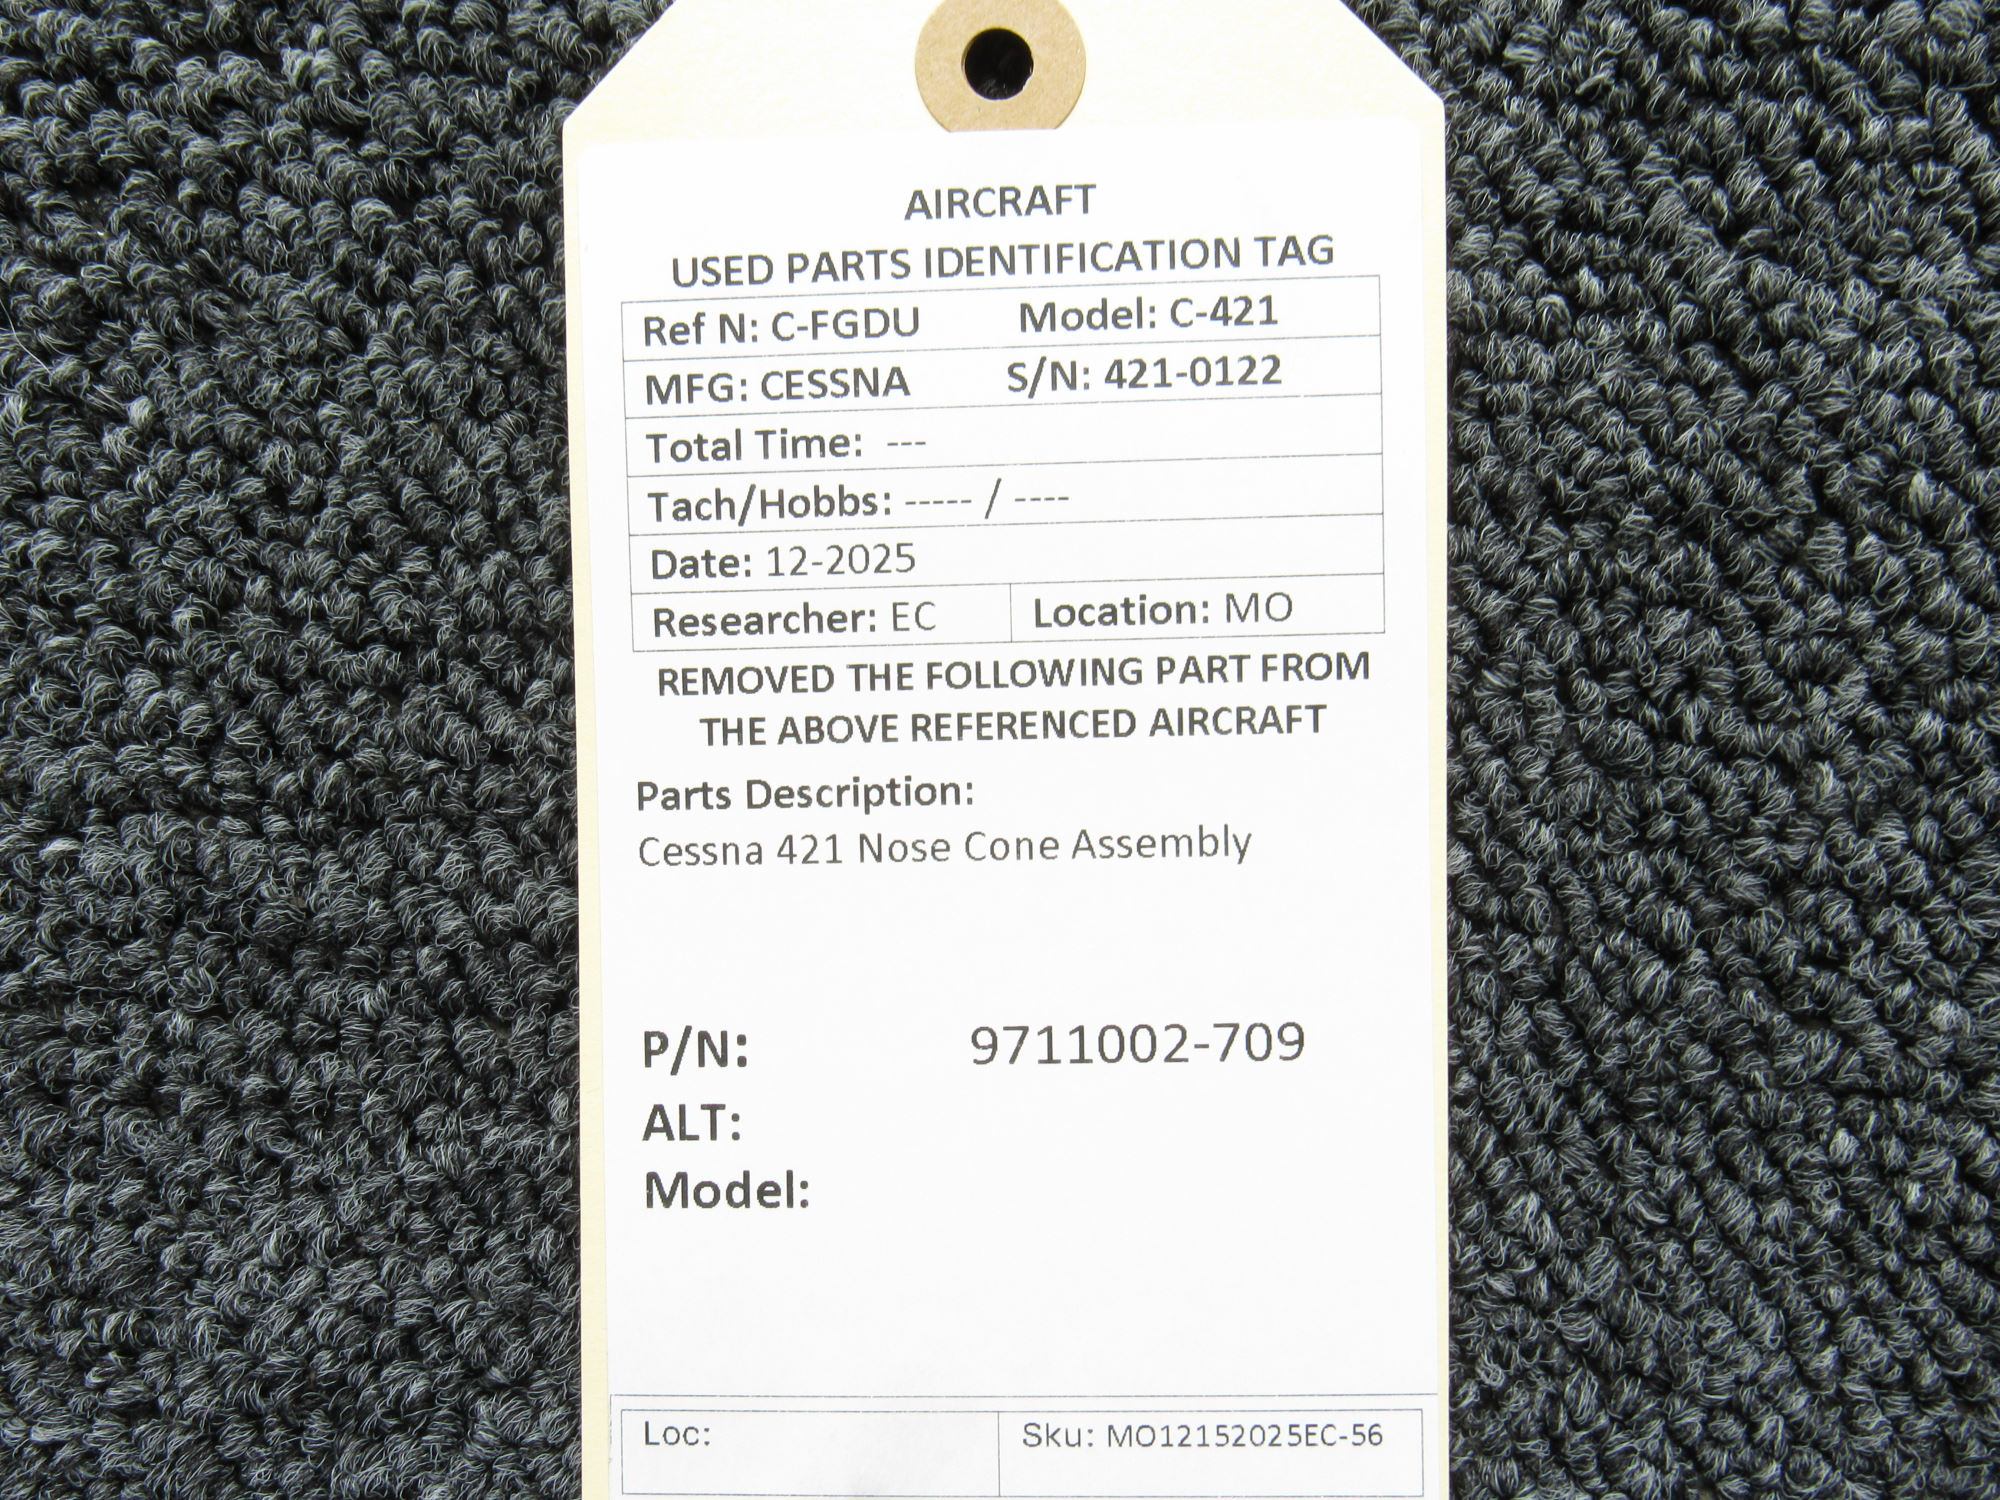 AIRCRAFT
USED PARTS IDENTIFICATION TAG
Ref N: C-FGDU Model: C-421
MFG: CESSNA S/N: 421-0122
Total Time: ---
Tach/Hobbs: ----- / ----
Date: 12-2025
Researcher: EC Location: MO
REMOVED THE FOLLOWING PART FROM
THE ABOVE REFERENCED AIRCRAFT
Parts Description:
Cessna 421 Nose Cone Assembly
P/N: 9711002-709
ALT:
Model:
Loc: Sku: MO12152025EC-56